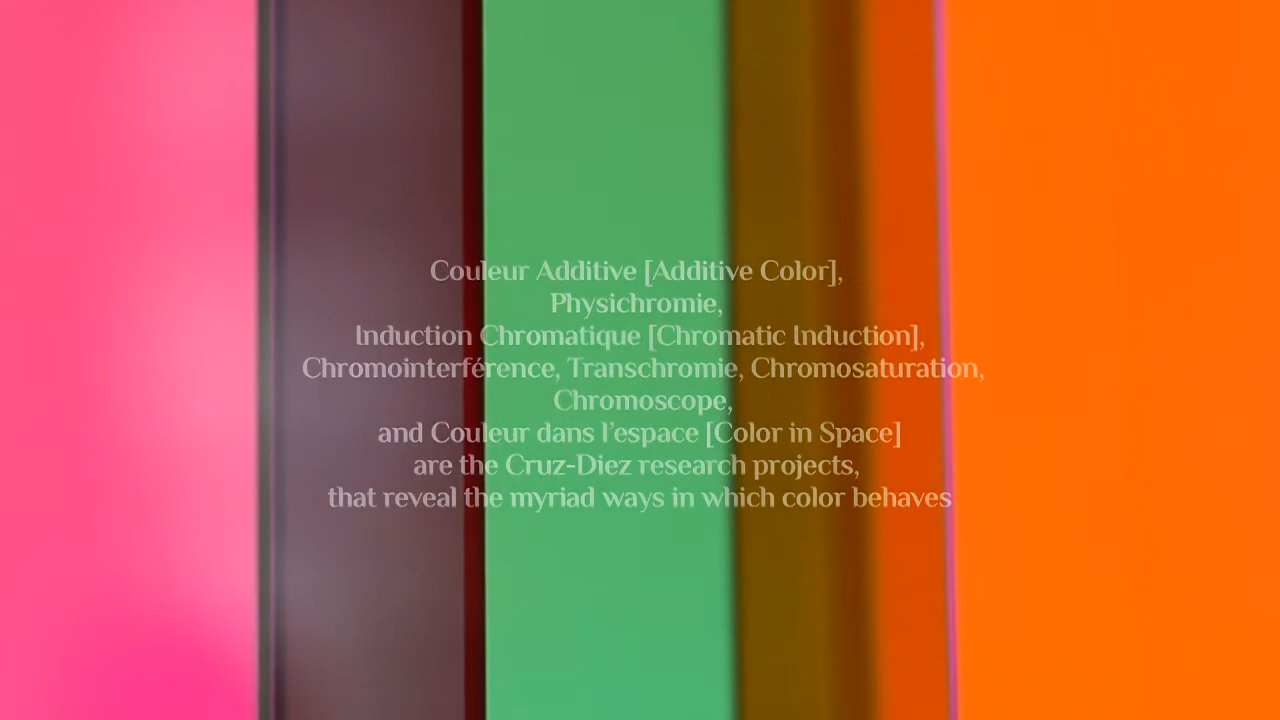 Couleur Additive [Additive Color],
Physichromie,
Induction Chromatique [Chromatic Induction],
Chromointerférence, Transchromie, Chromosaturation,
Chromoscope,
and Couleur dans l’espace [Color in Space]
are the Cruz-Diez research projects,
that reveal the myriad ways in which color behaves